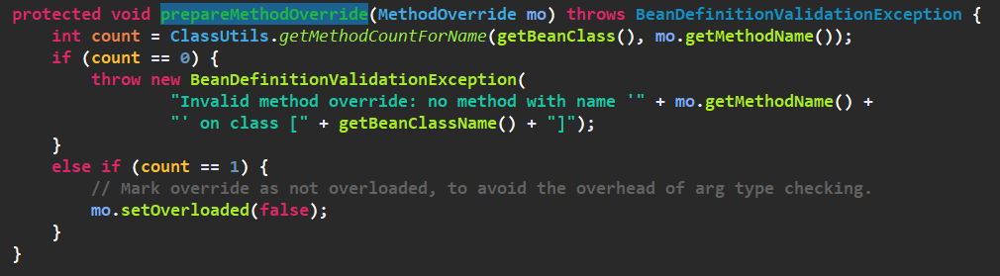 protected void prepareMethodOverride(MethodOverride mo) throws BeanDefinitionValidationException {
    int count = ClassUtils.getMethodCountForName(getBeanClass(), mo.getMethodName());
    if (count == 0) {
        throw new BeanDefinitionValidationException(
                "Invalid method override: no method with name '" + mo.getMethodName() +
                "' on class [" + getBeanClassName() + "]");
    }
    else if (count == 1) {
        // Mark override as not overloaded, to avoid the overhead of arg type checking.
        mo.setOverloaded(false);
    }
}